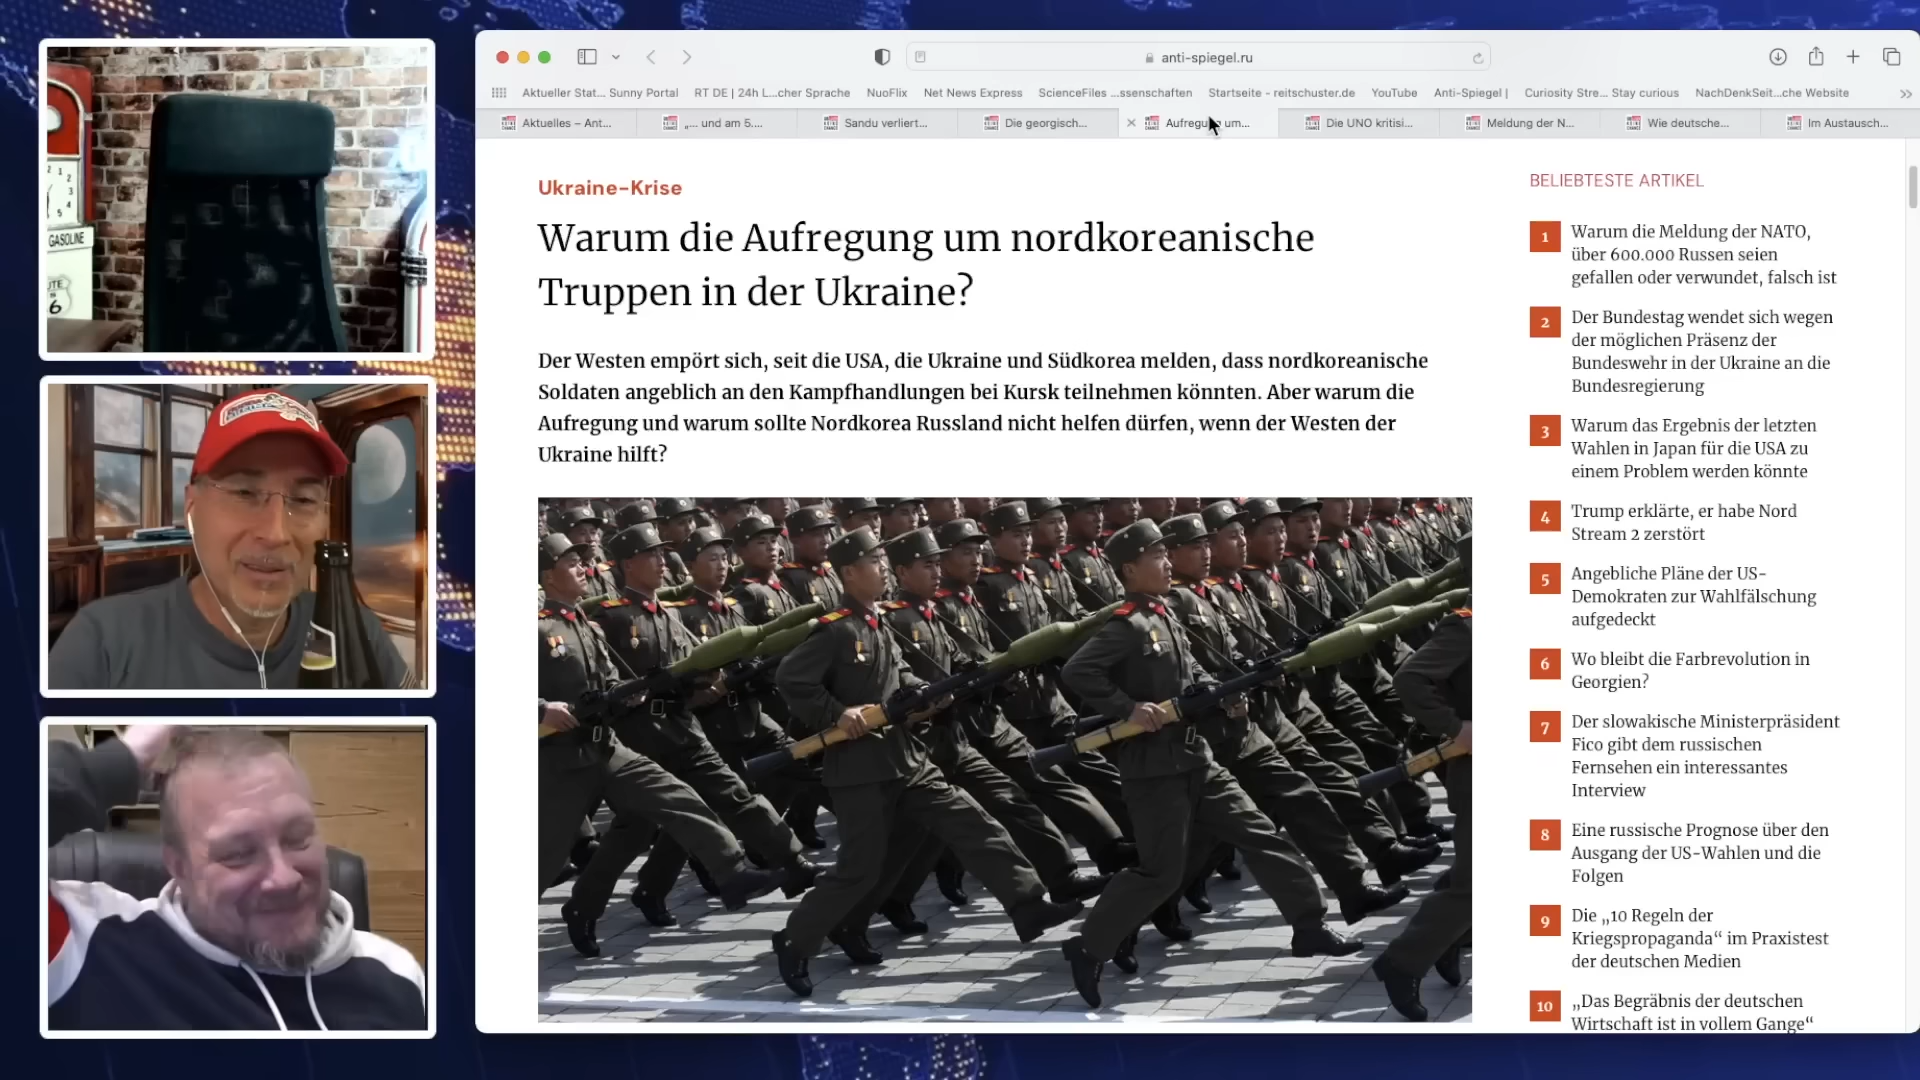 anti-spiegel.ru
Aktueller Stat... Sunny Portal
RT DE | 24h L...cher Sprache
NuoFlix
Net News Express
ScienceFiles ...ssenschaften
Startseite - reitschuster.de
YouTube
Anti-Spiegel |
Curiosity Stre... Stay curious
NachDenkSeit...che Website
Aktuelles – Ant...
„... und am 5....
Sandu verliert...
Die georgisch...
um...
Die UNO kritisi...
Meldung der N...
Wie deutsche...
Im Austausch...
GASOLINE
6
Ukraine-Krise
Warum die Aufregung um nordkoreanische
Truppen in der Ukraine?
Der Westen empört sich, seit die USA, die Ukraine und Südkorea melden, dass nordkoreanische
Soldaten angeblich an den Kampfhandlungen bei Kursk teilnehmen könnten. Aber warum die
Aufregung und warum sollte Nordkorea Russland nicht helfen dürfen, wenn der Westen der
Ukraine hilft?
BELIEBTESTE ARTIKEL
1 Warum die Meldung der NATO,
über 600.000 Russen seien
gefallen oder verwundet, falsch ist
2 Der Bundestag wendet sich wegen
der möglichen Präsenz der
Bundeswehr in der Ukraine an die
Bundesregierung
3 Warum das Ergebnis der letzten
Wahlen in Japan für die USA zu
einem Problem werden könnte
4 Trump erklärte, er habe Nord
Stream 2 zerstört
5 Angebliche Pläne der US-
Demokraten zur Wahlfälschung
aufgedeckt
6 Wo bleibt die Farbrevolution in
Georgien?
7 Der slowakische Ministerpräsident
Fico gibt dem russischen
Fernsehen ein interessantes
Interview
8 Eine russische Prognose über den
Ausgang der US-Wahlen und die
Folgen
9 Die „10 Regeln der
Kriegspropaganda“ im Praxistest
der deutschen Medien
10 „Das Begräbnis der deutschen
Wirtschaft ist in vollem Gange“